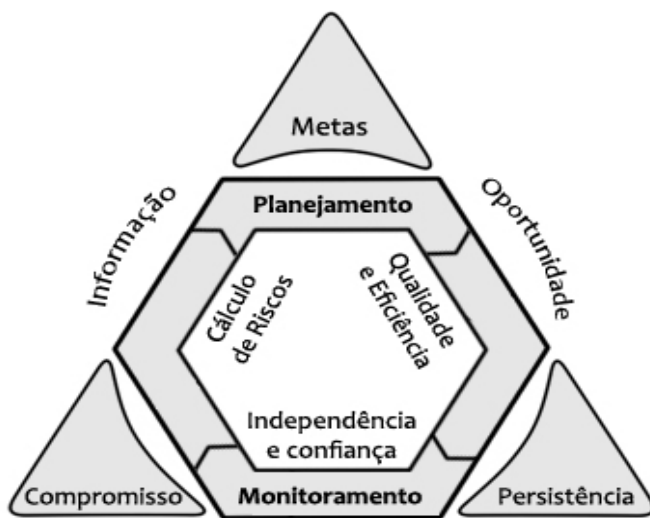 Metas
Planejamento
Informação
Oportunidade
Cálculo
de Riscos
Qualidade
e Eficiência
Independência
e confiança
Compromisso
Monitoramento
Persistência